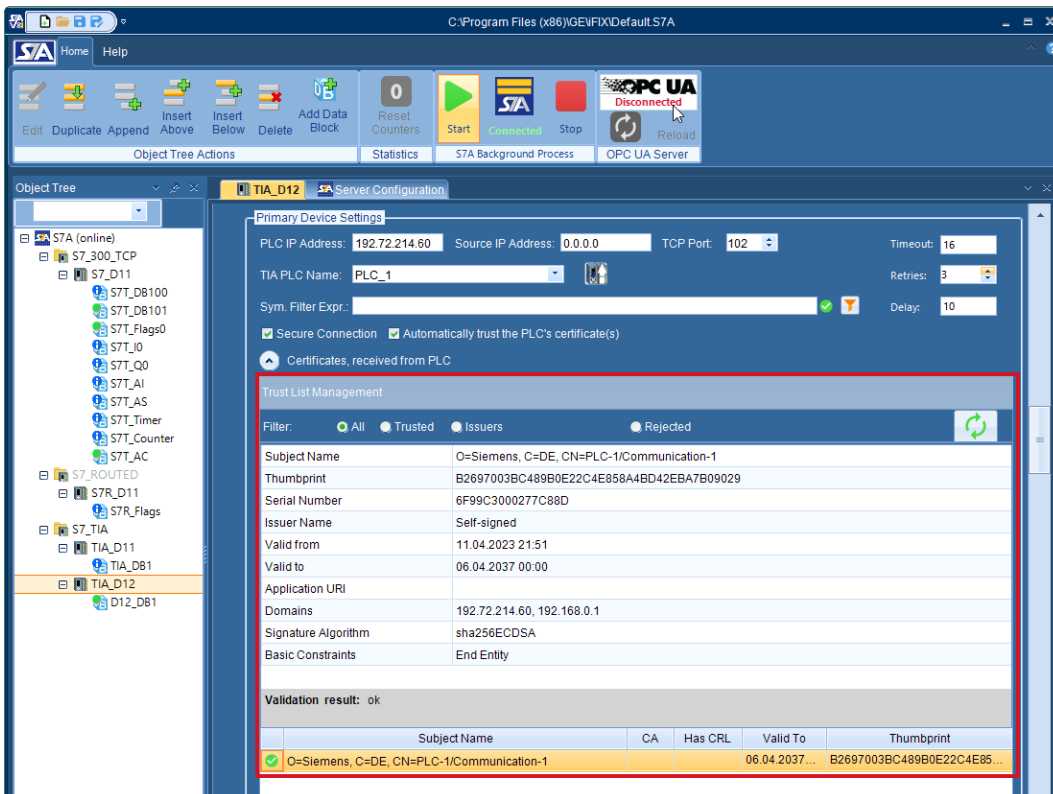 C:\Program Files (x86)\GE\iFIX\Default.S7A
S7A Home Help
Edit Duplicate Append Insert Above Insert Below Delete Add Data Block
Object Tree Actions
0 Reset Counters
Statistics
Start S7A Connected Stop
S7A Background Process
OPC UA
Disconnected
Reload
OPC UA Server
Object Tree
TIA_D12 Server Configuration
S7A (online)
S7_300_TCP
S7_D11
S7T_DB100
S7T_DB101
S7T_Flags0
S7T_I0
S7T_Q0
S7T_AI
S7T_AS
S7T_Timer
S7T_Counter
S7T_AC
S7_ROUTED
S7R_D11
S7R_Flags
S7_TIA
TIA_D11
TIA_DB1
TIA_D12
D12_DB1
Primary Device Settings
PLC IP Address: 192.72.214.60 Source IP Address: 0.0.0.0 TCP Port: 102 Timeout: 16
TIA PLC Name: PLC_1 Retries: 3
Sym. Filter Expr.: Delay: 10
Secure Connection Automatically trust the PLC's certificate(s)
Certificates, received from PLC
Trust List Management
Filter: All Trusted Issuers Rejected
Subject Name O=Siemens, C=DE, CN=PLC-1/Communication-1
Thumbprint B2697003BC489B0E22C4E858A4BD42EBA7B09029
Serial Number 6F99C3000277C88D
Issuer Name Self-signed
Valid from 11.04.2023 21:51
Valid to 06.04.2037 00:00
Application URI
Domains 192.72.214.60, 192.168.0.1
Signature Algorithm sha256ECDSA
Basic Constraints End Entity
Validation result: ok
Subject Name CA Has CRL Valid To Thumbprint
O=Siemens, C=DE, CN=PLC-1/Communication-1 06.04.2037... B2697003BC489B0E22C4E85...